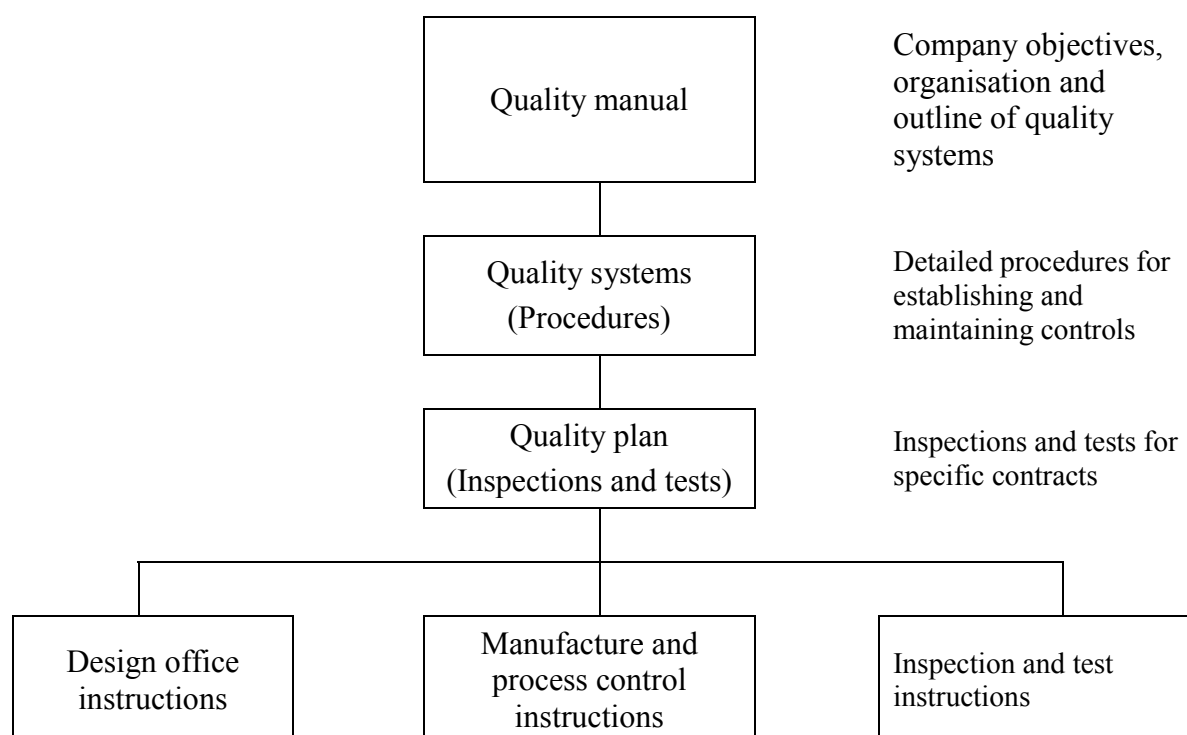 Quality manual
Company objectives,
organisation and
outline of quality
systems
Quality systems
(Procedures)
Detailed procedures for
establishing and
maintaining controls
Quality plan
(Inspections and tests)
Inspections and tests for
specific contracts
Design office
instructions
Manufacture and
process control
instructions
Inspection and test
instructions